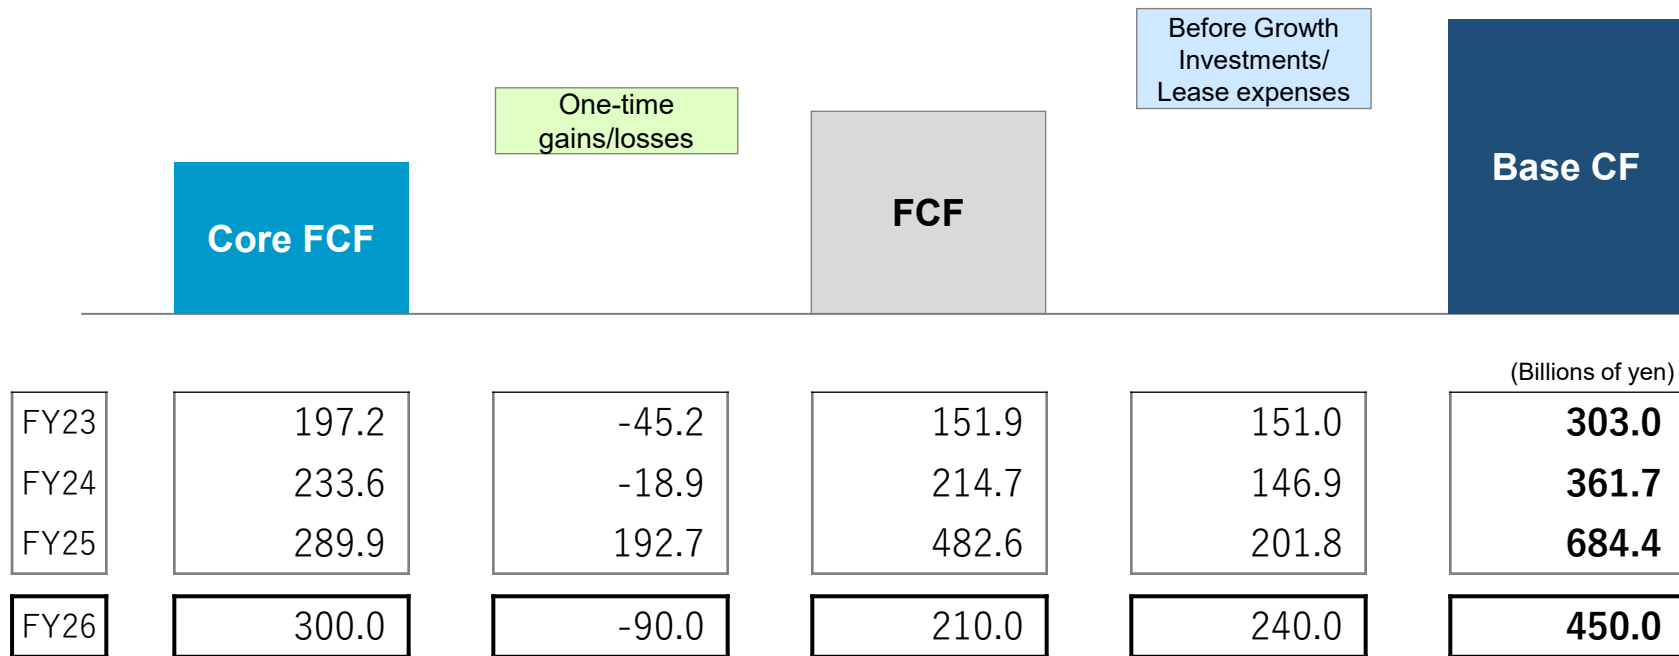 Before Growth
Investments/
Lease expenses
One-time
gains/losses
Base CF
FCF
Core FCF
(Billions of yen)
FY23 197.2 -45.2 151.9 151.0 303.0
FY24 233.6 -18.9 214.7 146.9 361.7
FY25 289.9 192.7 482.6 201.8 684.4
FY26 300.0 -90.0 210.0 240.0 450.0